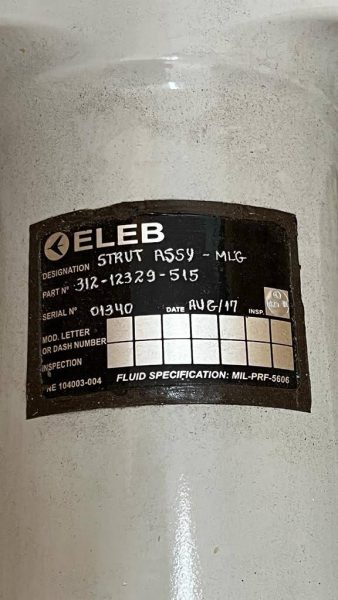 ELEB
DESIGNATION STRUT ASSY - MLG
PART Nº 312-12329-515
SERIAL Nº 01340 DATE AUG/17 INSP.
MOD. LETTER
OR DASH NUMBER
INSPECTION
NE 104003-004 FLUID SPECIFICATION: MIL-PRF-5606